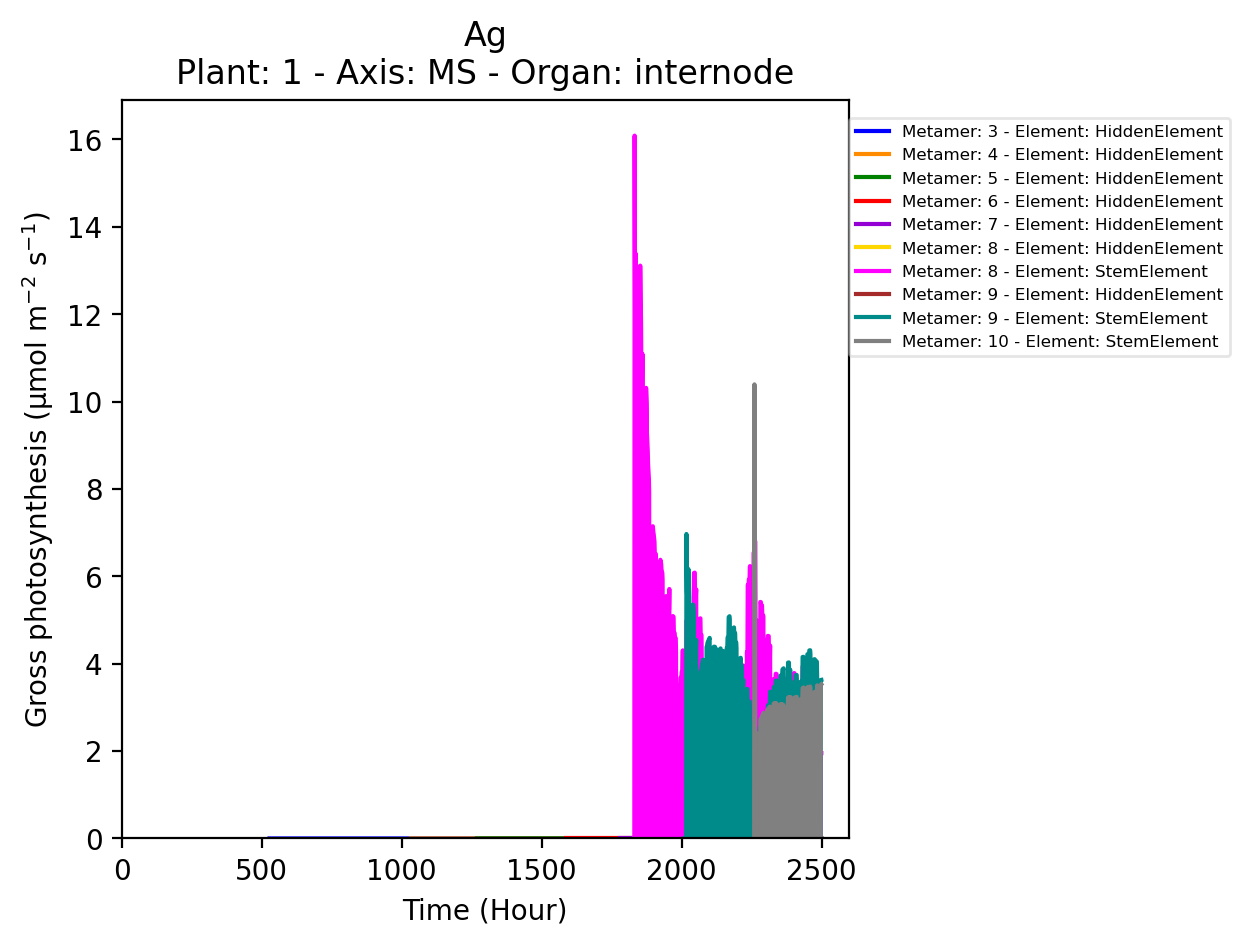 Ag
Plant: 1 - Axis: MS - Organ: internode
Gross photosynthesis (µmol m⁻² s⁻¹)
16
14
12
10
8
6
4
2
0
0 500 1000 1500 2000 2500
Time (Hour)
Metamer: 3 - Element: HiddenElement
Metamer: 4 - Element: HiddenElement
Metamer: 5 - Element: HiddenElement
Metamer: 6 - Element: HiddenElement
Metamer: 7 - Element: HiddenElement
Metamer: 8 - Element: HiddenElement
Metamer: 8 - Element: StemElement
Metamer: 9 - Element: HiddenElement
Metamer: 9 - Element: StemElement
Metamer: 10 - Element: StemElement